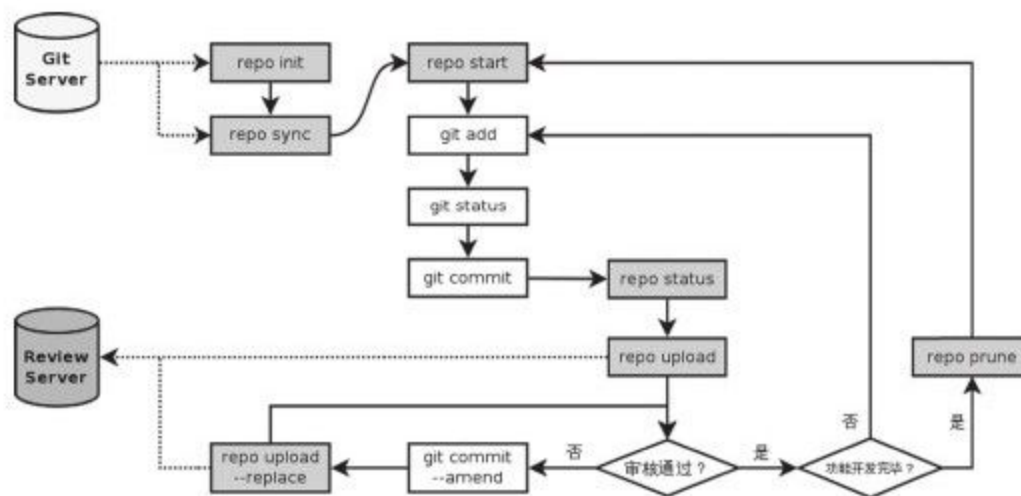 Git
Server
repo init
repo start
repo sync
git add
git status
git commit
repo status
Review
Server
repo upload
repo prune
否
是
repo upload
--replace
git commit
--amend
否
审核通过？
是
功能开发完毕？